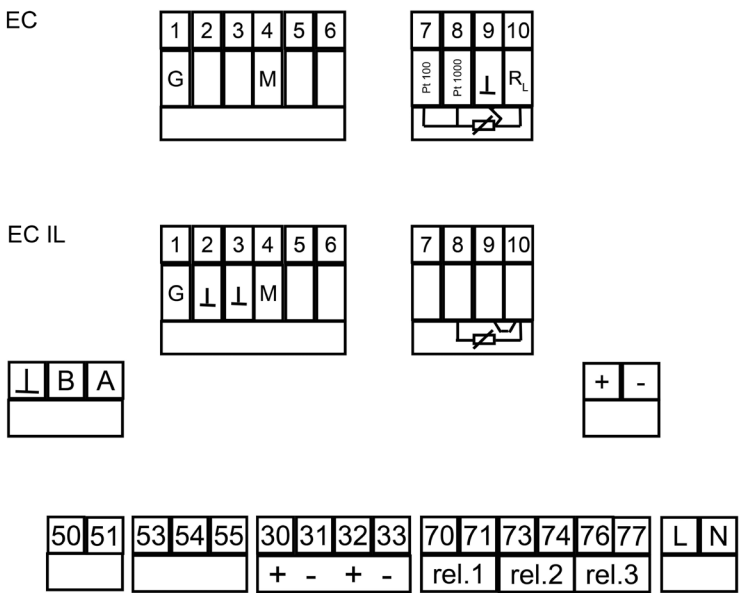 EC
1 2 3 4 5 6 7 8 9 10
G M Pt 100 Pt 1000 ⊥ RL
EC IL
1 2 3 4 5 6 7 8 9 10
G ⊥ ⊥ M
⊥ B A + -
50 51 53 54 55 30 31 32 33 70 71 73 74 76 77 L N
+ - + - rel.1 rel.2 rel.3